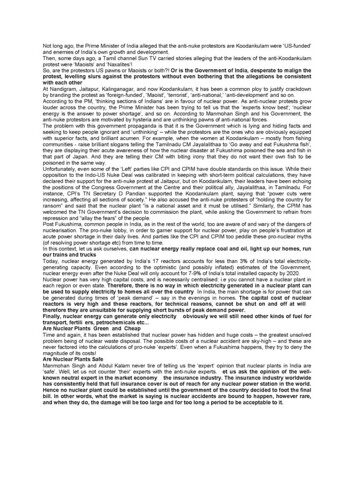 Not long ago, the Prime Minister of India alleged that the anti-nuke protestors are Koodankulam were 'US-funded'
and enemies of India's own growth and development.
Then, some days ago, a Tamil channel Sun TV carried stories alleging that the leaders of the anti-Koodankulam
protest were 'Maoists' and 'Naxalites'!
So, are the protestors US pawns or Maoists or both?! Or is the Government of India, desperate to malign the
protest, levelling slurs against the protestors without even bothering that the allegations be consistent
with each other
At Nandigram, Jaitapur, Kalinganagar, and now Koodankulam, it has been a common ploy to justify crackdown
by branding the protest as 'foreign-funded', "Maoist', 'terrorist', 'anti-national,' 'anti-development' and so on.
According to the PM, 'thinking sections of Indians' are in favour of nuclear power. As anti-nuclear protests grow
louder across the country, the Prime Minister has been trying to tell us that the 'experts know best'; 'nuclear
energy is the answer to power shortage', and so on. According to Manmohan Singh and his Government, the
anti-nuke protestors are motivated by hysteria and are unthinking pawns of anti-national forces.
The problem with this government propaganda is that it is the Government which is lying and hiding facts and
seeking to keep people ignorant and 'unthinking' – while the protestors are the ones who are obviously equipped
with superior facts, and brilliant acumen. For example, when the women at Koodankulam – mostly from fishing
communities - raise brilliant slogans telling the Tamilnadu CM Jayalalithaa to 'Go away and eat Fukushima fish',
they are displaying their acute awareness of how the nuclear disaster at Fukushima poisoned the sea and fish in
that part of Japan. And they are telling their CM with biting irony that they do not want their own fish to be
poisoned in the same way.
Unfortunately, even some of the 'Left' parties like CPI and CPIM have double standards on this issue. While their
opposition to the Indo-US Nuke Deal was calibrated in keeping with short-term political calculations, they have
declared their support for the anti-nuke protest at Jaitapur, but on Koodankulam, their leaders have been echoing
the positions of the Congress Government at the Centre and their political ally, Jayalalithaa, in Tamilnadu. For
instance, CPI's TN Secretary D Pandian supported the Koodankulam plant, saying that "power cuts were
increasing, affecting all sections of society." He also accused the anti-nuke protesters of "holding the country for
ransom" and said that the nuclear plant "is a national asset and it must be utilised." Similarly the CPIM has
welcomed the TN Government's decision to commission the plant, while asking the Government to refrain from
repression and "allay the fears" of the people.
Post Fukushima, common people in India, as in the rest of the world, too are aware of and wary of the dangers of
nuclearisation. The pro-nuke lobby, in order to garner support for nuclear power, play on people's frustration at
acute power shortage in their daily lives. And parties like the CPI and CPIM too peddle these pro-nuclear myths
(of resolving power shortage etc) from time to time.
In this context, let us ask ourselves, can nuclear energy really replace coal and oil, light up our homes, run
our trains and trucks
Today, nuclear energy generated by India's 17 reactors accounts for less than 3% of India's total electricity-
generating capacity. Even according to the optimistic (and possibly inflated) estimates of the Government,
nuclear energy even after the Nuke Deal will only account for 7-9% of India's total installed capacity by 2020.
Nuclear power has very high capital costs, and is necessarily centralised: i.e you cannot have a nuclear plant in
each region or even state. Therefore, there is no way in which electricity generated in a nuclear plant can
be used to supply electricity to homes all over the country. In India, the main shortage is for power that can
be generated during times of 'peak demand' – say in the evenings in homes. The capital cost of nuclear
reactors is very high and these reactors, for technical reasons, cannot be shut on and off at will
therefore they are unsuitable for supplying short bursts of peak demand power.
Finally, nuclear energy can generate only electricity obviously we will still need other kinds of fuel for
transport, fertili ers, petrochemicals etc...
Are Nuclear Plants Green and Cheap
Time and again, it has been established that nuclear power has hidden and huge costs – the greatest unsolved
problem being of nuclear waste disposal. The possible costs of a nuclear accident are sky-high – and these are
never factored into the calculations of pro-nuke 'experts'. Even when a Fukushima happens, they try to deny the
magnitude of its costs!
Are Nuclear Plants Safe
Manmohan Singh and Abdul Kalam never tire of telling us the 'expert' opinion that nuclear plants in India are
'safe'. Well, let us not counter 'their' experts with the anti-nuke experts. et us ask the opinion of the well-
known neutral expert in the market economy the insurance industry. The insurance industry worldwide
has consistently held that full insurance cover is out of reach for any nuclear power station in the world.
Hence no nuclear plant could be established until the government of the country decided to foot the final
bill. In other words, what the market is saying is nuclear accidents are bound to happen, however rare,
and when they do, the damage will be too large and for too long a period to be acceptable to it.